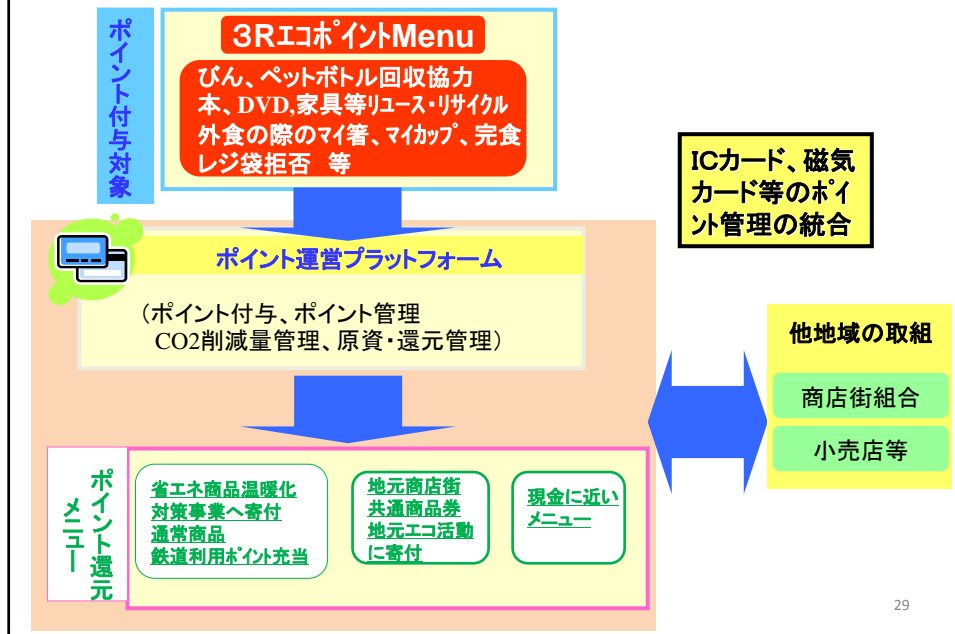 ポイント付与対象
３RエコﾎﾟｲﾝﾄMenu
びん、ペットボトル回収協力
本、DVD,家具等ﾘﾕｰｽ・ﾘｻｲｸﾙ
外食の際のﾏｲ箸、ﾏｲｶｯﾌﾟ、完食
レジ袋拒否　等
ICカード、磁気
カード等のﾎﾟｲ
ﾝﾄ管理の統合
ポイント運営プラットフォーム
（ポイント付与、ポイント管理
CO2削減量管理、原資・還元管理）
他地域の取組
商店街組合
小売店等
ポイント還元
メニュー
省エネ商品温暖化
対策事業へ寄付
通常商品
鉄道利用ﾎﾟｲﾝﾄ充当
地元商店街
共通商品券
地元エコ活動
に寄付
現金に近い
メニュー
29